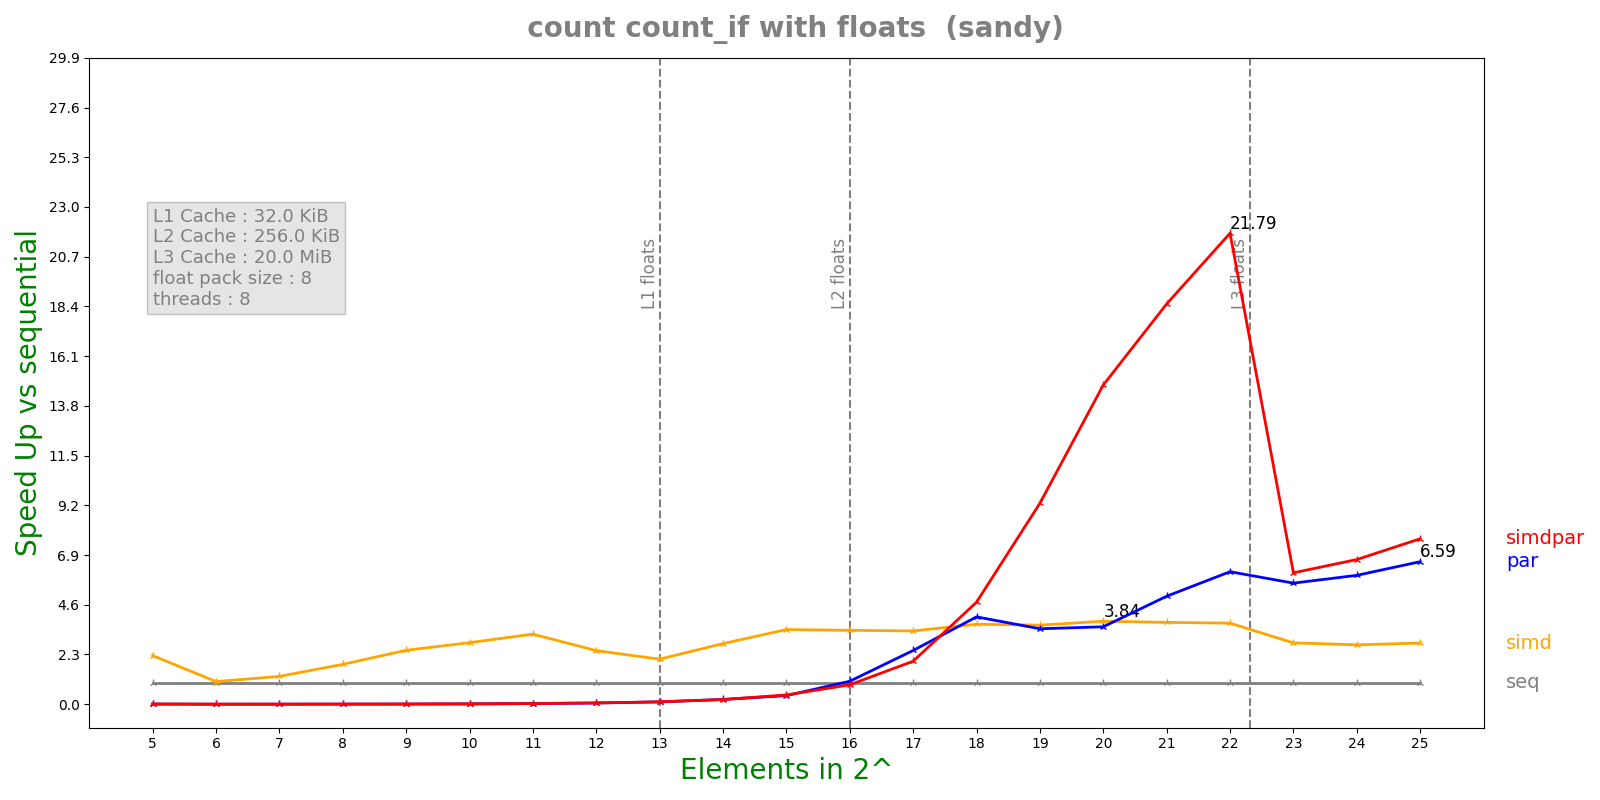 count count_if with floats  (sandy)
Speed Up vs sequential
29.9
27.6
25.3
23.0
20.7
18.4
16.1
13.8
11.5
9.2
6.9
4.6
2.3
0.0
L1 Cache : 32.0 KiB
L2 Cache : 256.0 KiB
L3 Cache : 20.0 MiB
float pack size : 8
threads : 8
L1 floats
L2 floats
L3 floats
21.79
3.84
6.59
simdpar
par
simd
seq
5 6 7 8 9 10 11 12 13 14 15 16 17 18 19 20 21 22 23 24 25
Elements in 2^